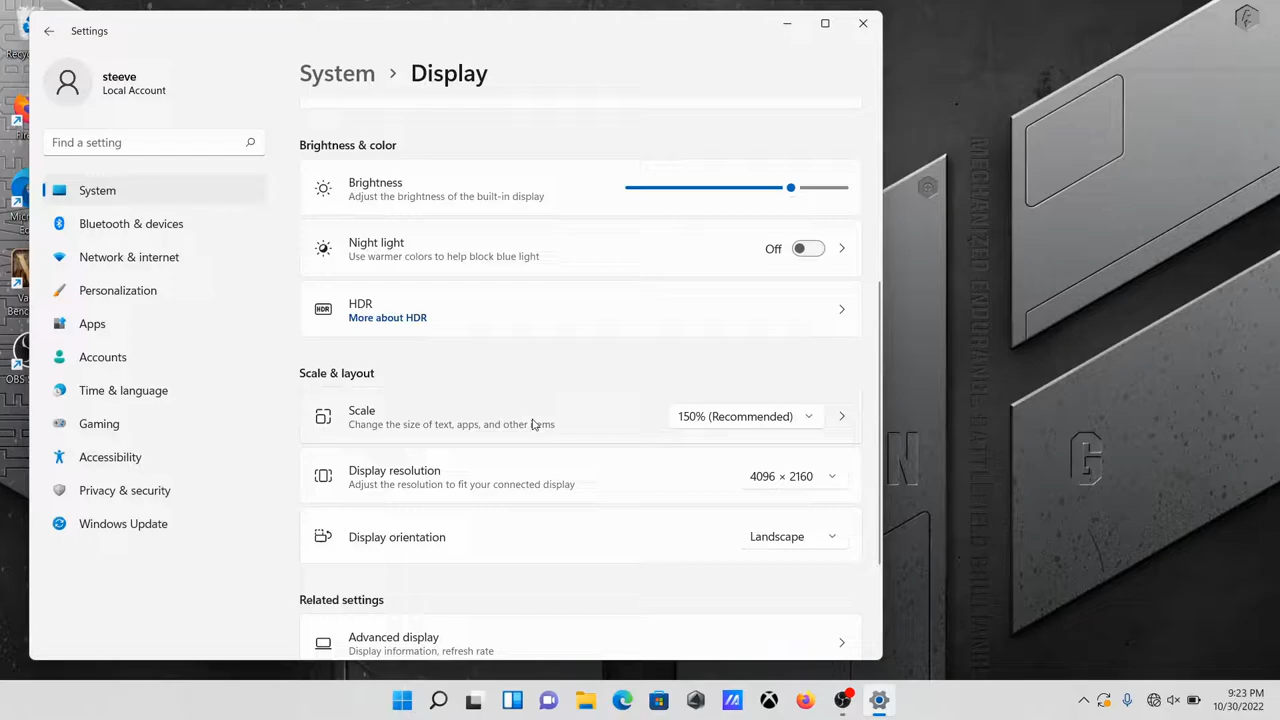 Settings
steeve
Local Account
Find a setting
System
Bluetooth & devices
Network & internet
Personalization
Apps
Accounts
Time & language
Gaming
Accessibility
Privacy & security
Windows Update
System > Display
Brightness & color
Brightness
Adjust the brightness of the built-in display
Night light
Use warmer colors to help block blue light
Off
HDR
HDR
More about HDR
Scale & layout
Scale
Change the size of text, apps, and other items
150% (Recommended)
Display resolution
Adjust the resolution to fit your connected display
4096 × 2160
Display orientation
Landscape
Related settings
Advanced display
Display information, refresh rate
N
G
9:23 PM
10/30/2022